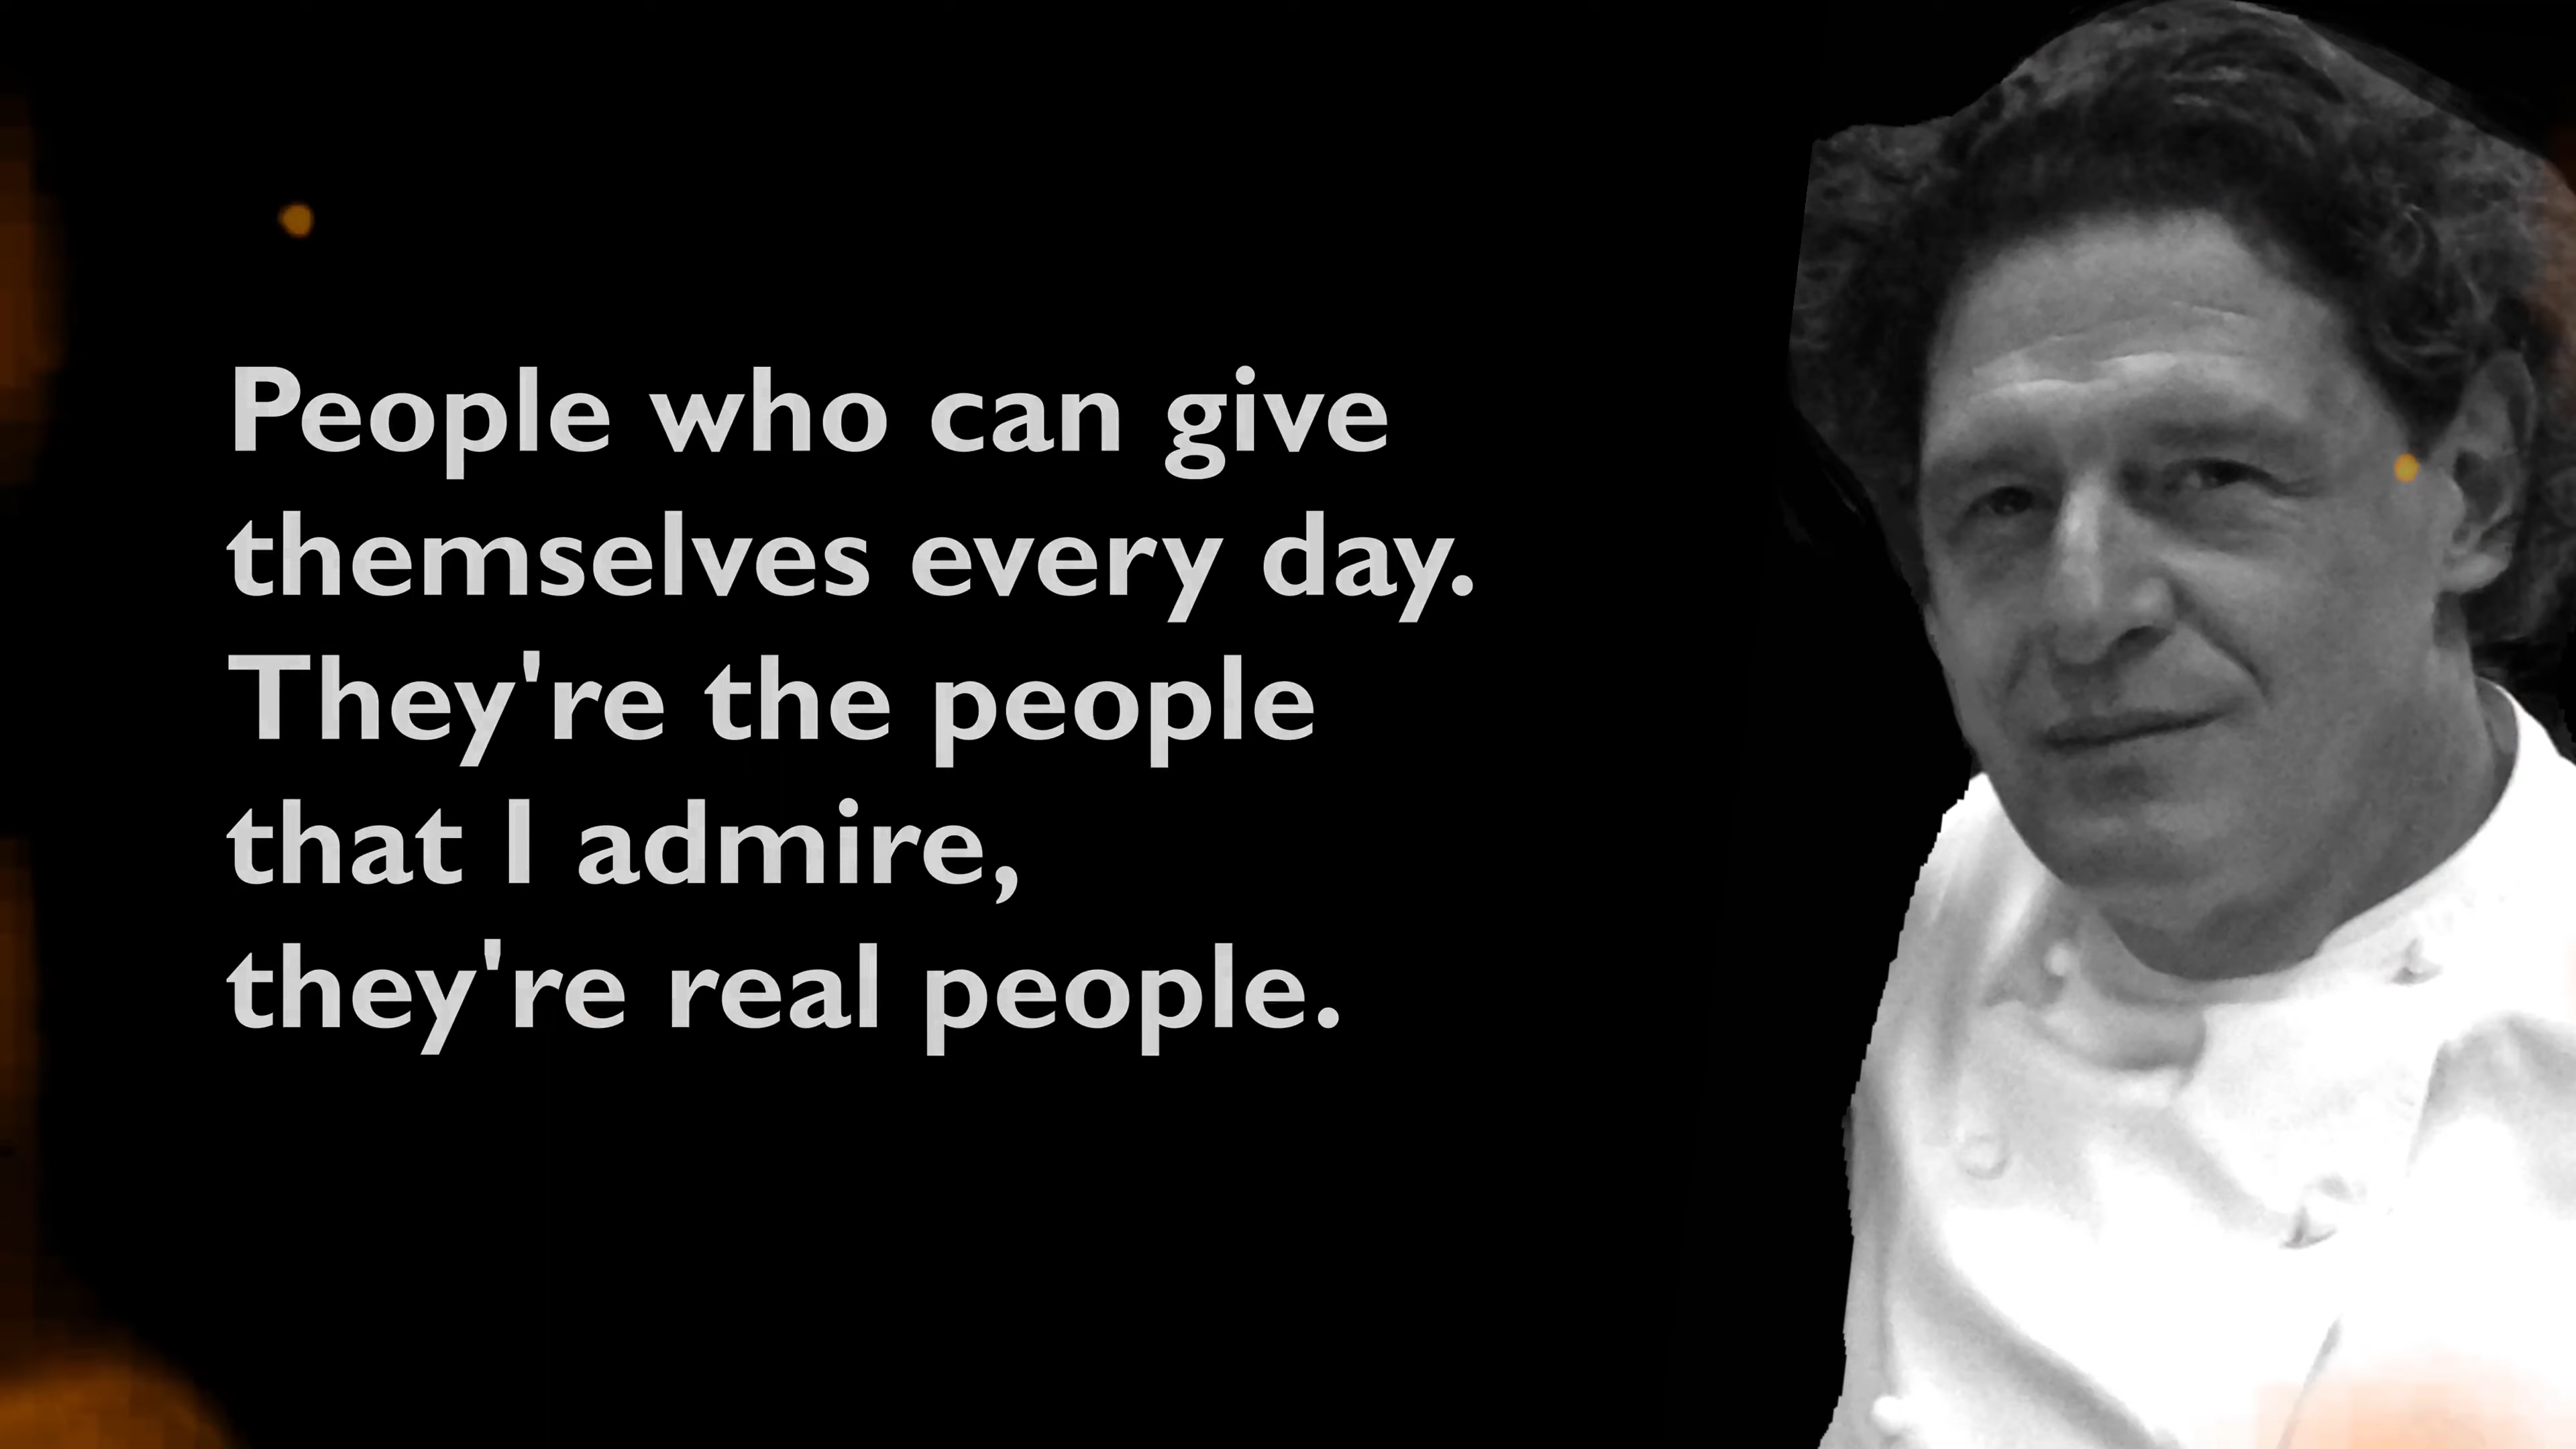 People who can give
themselves every day.
They're the people
that I admire,
they're real people.